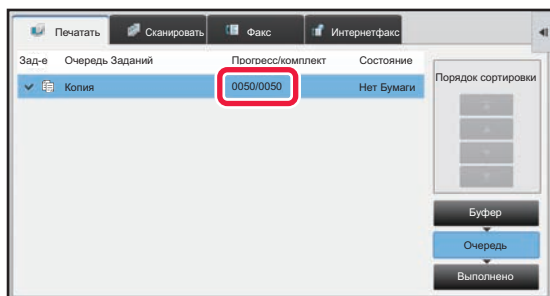 Печатать Сканировать Факс Интернетфакс
Зад-е Очередь Заданий Прогресс/комплект Состояние
Копия 0050/0050 Нет Бумаги
Порядок сортировки
Буфер
Очередь
Выполнено